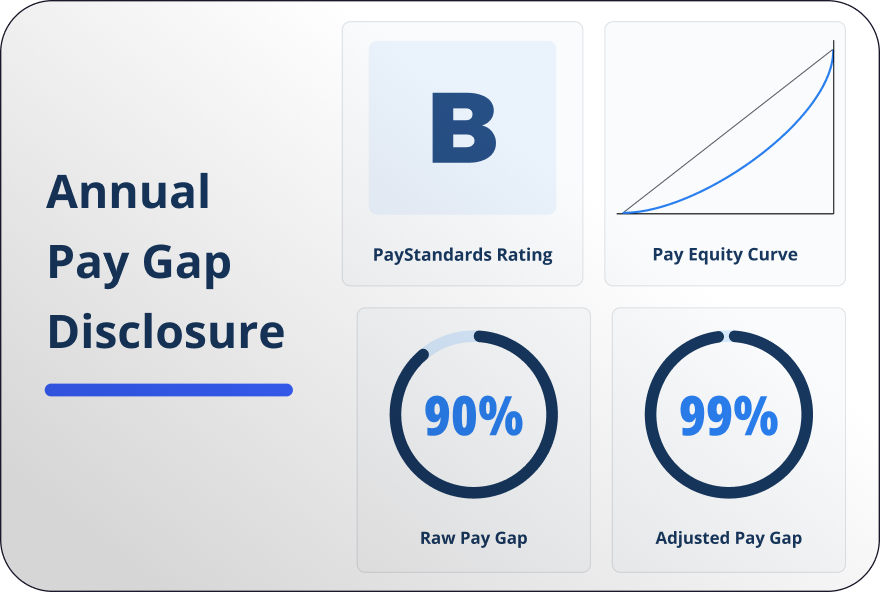 Annual
Pay Gap
Disclosure
B
PayStandards Rating
Pay Equity Curve
90%
Raw Pay Gap
99%
Adjusted Pay Gap